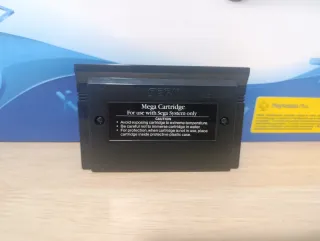 SEGA
Mega Cartridge
For use with Sega System only
CAUTION
• Avoid exposing cartridge to extreme temperature.
• Be careful not to immerse cartridge in water.
• For protection, when cartridge is not in use, place
cartridge inside protective plastic case.